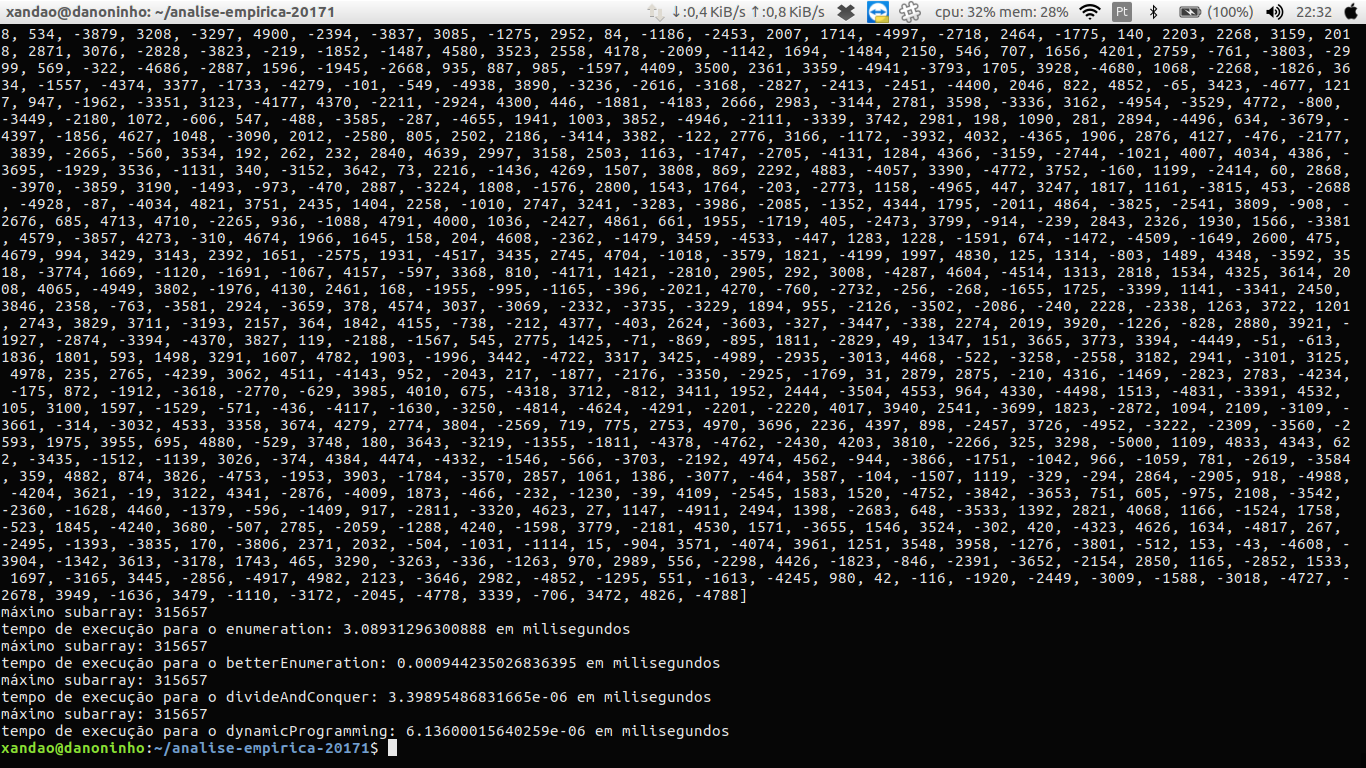 xandao@danoninho: ~/analise-empirica-20171 ↓:0,4 KiB/s ↑:0,8 KiB/s cpu: 32% mem: 28% Pt (100%) 22:32
8, 534, -3879, 3208, -3297, 4900, -2394, -3837, 3085, -1275, 2952, 84, -1186, -2453, 2007, 1714, -4997, -2718, 2464, -1775, 140, 2203, 2268, 3159, 201
8, 2871, 3076, -2828, -3823, -219, -1852, -1487, 4580, 3523, 2558, 4178, -2009, -1142, 1694, -1484, 2150, 546, 707, 1656, 4201, 2759, -761, -3803, -29
99, 569, -322, -4686, -2887, 1596, -1945, -2668, 935, 887, 985, -1597, 4409, 3500, 2361, 3359, -4941, -3793, 1705, 3928, -4680, 1068, -2268, -1826, 36
34, -1557, -4374, 3377, -1733, -4279, -101, -549, -4938, 3890, -3236, -2616, -3168, -2827, -2413, -2451, -4400, 2046, 822, 4852, -65, 3423, -4677, 121
7, 947, -1962, -3351, 3123, -4177, 4370, -2211, -2924, 4300, 446, -1881, -4183, 2666, 2983, -3144, 2781, 3598, -3336, 3162, -4954, -3529, 4772, -800,
-3449, -2180, 1072, -606, 547, -488, -3585, -287, -4655, 1941, 1003, 3852, -4946, -2111, -3339, 3742, 2981, 198, 1090, 281, 2894, -4496, 634, -3679, -
4397, -1856, 4627, 1048, -3090, 2012, -2580, 805, 2502, 2186, -3414, 3382, -122, 2776, 3166, -1172, -3932, 4032, -4365, 1906, 2876, 4127, -476, -2177,
3839, -2665, -560, 3534, 192, 262, 232, 2840, 4639, 2997, 3158, 2503, 1163, -1747, -2705, -4131, 1284, 4366, -3159, -2744, -1021, 4007, 4034, 4386, -
3695, -1929, 3536, -1131, 340, -3152, 3642, 73, 2216, -1436, 4269, 1507, 3808, 869, 2292, 4883, -4057, 3390, -4772, 3752, -160, 1199, -2414, 60, 2868,
-3970, -3859, 3190, -1493, -973, -470, 2887, -3224, 1808, -1576, 2800, 1543, 1764, -203, -2773, 1158, -4965, 447, 3247, 1817, 1161, -3815, 453, -2688
, -4928, -87, -4034, 4821, 3751, 2435, 1404, 2258, -1010, 2747, 3241, -3283, -3986, -2085, -1352, 4344, 1795, -2011, 4864, -3825, -2541, 3809, -908, -
2676, 685, 4713, 4710, -2265, 936, -1088, 4791, 4000, 1036, -2427, 4861, 661, 1955, -1719, 405, -2473, 3799, -914, -239, 2843, 2326, 1930, 1566, -3381
, 4579, -3857, 4273, -310, 4674, 1966, 1645, 158, 204, 4608, -2362, -1479, 3459, -4533, -447, 1283, 1228, -1591, 674, -1472, -4509, -1649, 2600, 475,
4679, 994, 3429, 3143, 2392, 1651, -2575, 1931, -4517, 3435, 2745, 4704, -1018, -3579, 1821, -4199, 1997, 4830, 125, 1314, -803, 1489, 4348, -3592, 35
18, -3774, 1669, -1120, -1691, -1067, 4157, -597, 3368, 810, -4171, 1421, -2810, 2905, 292, 3008, -4287, 4604, -4514, 1313, 2818, 1534, 4325, 3614, 20
08, 4065, -4949, 3802, -1976, 4130, 2461, 168, -1955, -995, -1165, -396, -2021, 4270, -760, -2732, -256, -268, -1655, 1725, -3399, 1141, -3341, 2450,
3846, 2358, -763, -3581, 2924, -3659, 378, 4574, 3037, -3069, -2332, -3735, -3229, 1894, 955, -2126, -3502, -2086, -240, 2228, -2338, 1263, 3722, 1201
, 2743, 3829, 3711, -3193, 2157, 364, 1842, 4155, -738, -212, 4377, -403, 2624, -3603, -327, -3447, -338, 2274, 2019, 3920, -1226, -828, 2880, 3921, -
1927, -2874, -3394, -4370, 3827, 119, -2188, -1567, 545, 2775, 1425, -71, -869, -895, 1811, -2829, 49, 1347, 151, 3665, 3773, 3394, -4449, -51, -613,
1836, 1801, 593, 1498, 3291, 1607, 4782, 1903, -1996, 3442, -4722, 3317, 3425, -4989, -2935, -3013, 4468, -522, -3258, -2558, 3182, 2941, -3101, 3125,
4978, 235, 2765, -4239, 3062, 4511, -4143, 952, -2043, 217, -1877, -2176, -3350, -2925, -1769, 31, 2879, 2875, -210, 4316, -1469, -2823, 2783, -4234,
-175, 872, -1912, -3618, -2770, -629, 3985, 4010, 675, -4318, 3712, -812, 3411, 1952, 2444, -3504, 4553, 964, 4330, -4498, 1513, -4831, -3391, 4532,
105, 3100, 1597, -1529, -571, -436, -4117, -1630, -3250, -4814, -4624, -4291, -2201, -2220, 4017, 3940, 2541, -3699, 1823, -2872, 1094, 2109, -3109, -
3661, -314, -3032, 4533, 3358, 3674, 4279, 2774, 3804, -2569, 719, 775, 2753, 4970, 3696, 2236, 4397, 898, -2457, 3726, -4952, -3222, -2309, -3560, -2
593, 1975, 3955, 695, 4880, -529, 3748, 180, 3643, -3219, -1355, -1811, -4378, -4762, -2430, 4203, 3810, -2266, 325, 3298, -5000, 1109, 4833, 4343, 62
2, -3435, -1512, -1139, 3026, -374, 4384, 4474, -4332, -1546, -566, -3703, -2192, 4974, 4562, -944, -3866, -1751, -1042, 966, -1059, 781, -2619, -3584
, 359, 4882, 874, 3826, -4753, -1953, 3903, -1784, -3570, 2857, 1061, 1386, -3077, -464, 3587, -104, -1507, 1119, -329, -294, 2864, -2905, 918, -4988,
-4204, 3621, -19, 3122, 4341, -2876, -4009, 1873, -466, -232, -1230, -39, 4109, -2545, 1583, 1520, -4752, -3842, -3653, 751, 605, -975, 2108, -3542,
-2360, -1628, 4460, -1379, -596, -1409, 917, -2811, -3320, 4623, 27, 1147, -4911, 2494, 1398, -2683, 648, -3533, 1392, 2821, 4068, 1166, -1524, 1758,
-523, 1845, -4240, 3680, -507, 2785, -2059, -1288, 4240, -1598, 3779, -2181, 4530, 1571, -3655, 1546, 3524, -302, 420, -4323, 4626, 1634, -4817, 267,
-2495, -1393, -3835, 170, -3806, 2371, 2032, -504, -1031, -1114, 15, -904, 3571, -4074, 3961, 1251, 3548, 3958, -1276, -3801, -512, 153, -43, -4608, -
3904, -1342, 3613, -3178, 1743, 465, 3290, -3263, -336, -1263, 970, 2989, 556, -2298, 4426, -1823, -846, -2391, -3652, -2154, 2850, 1165, -2852, 1533,
1697, -3165, 3445, -2856, -4917, 4982, 2123, -3646, 2982, -4852, -1295, 551, -1613, -4245, 980, 42, -116, -1920, -2449, -3009, -1588, -3018, -4727, -
2678, 3949, -1636, 3479, -1110, -3172, -2045, -4778, 3339, -706, 3472, 4826, -4788]
máximo subarray: 315657
tempo de execução para o enumeration: 3.08931296300888 em milisegundos
máximo subarray: 315657
tempo de execução para o betterEnumeration: 0.000944235026836395 em milisegundos
máximo subarray: 315657
tempo de execução para o divideAndConquer: 3.39895486831665e-06 em milisegundos
máximo subarray: 315657
tempo de execução para o dynamicProgramming: 6.13600015640259e-06 em milisegundos
xandao@danoninho:~/analise-empirica-20171$